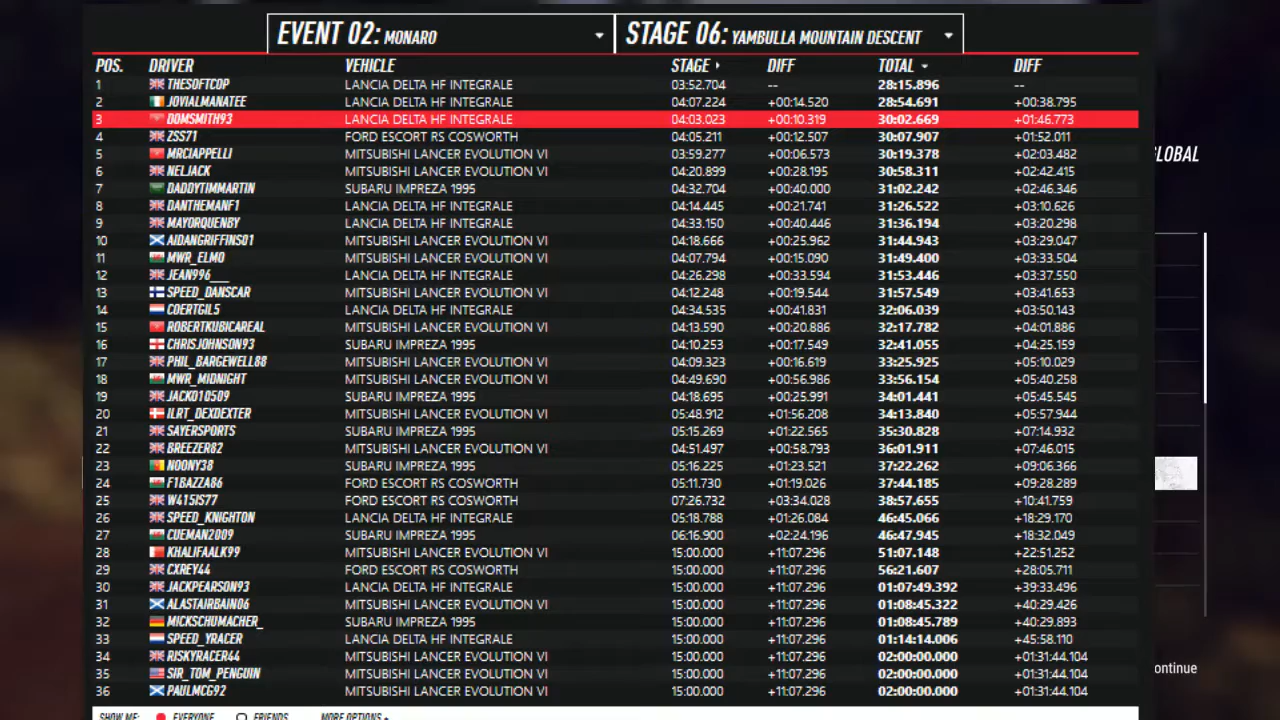 EVENT 02: MONARO STAGE 06: YAMBULLA MOUNTAIN DESCENT
POS. DRIVER VEHICLE STAGE DIFF TOTAL DIFF
1 THESOFTCOP LANCIA DELTA HF INTEGRALE 03:52.704 -- 28:15.896 --
2 JOVIALMANATEE LANCIA DELTA HF INTEGRALE 04:07.224 +00:14.520 28:54.691 +00:38.795
3 DOMSMITH93 LANCIA DELTA HF INTEGRALE 04:03.023 +00:10.319 30:02.669 +01:46.773
4 ZSS71 FORD ESCORT RS COSWORTH 04:05.211 +00:12.507 30:07.907 +01:52.011
5 MRCIAPPELLI MITSUBISHI LANCER EVOLUTION VI 03:59.277 +00:06.573 30:19.378 +02:03.482
GLOBAL
6 NELJACK MITSUBISHI LANCER EVOLUTION VI 04:20.899 +00:28.195 30:58.311 +02:42.415
7 DADDYTIMMARTIN SUBARU IMPREZA 1995 04:32.704 +00:40.000 31:02.242 +02:46.346
8 DANTHEMANF1 LANCIA DELTA HF INTEGRALE 04:14.445 +00:21.741 31:26.522 +03:10.626
9 MAYORQUENBY LANCIA DELTA HF INTEGRALE 04:33.150 +00:40.446 31:36.194 +03:20.298
10 AIDANGRIFFINS01 MITSUBISHI LANCER EVOLUTION VI 04:18.666 +00:25.962 31:44.943 +03:29.047
11 MWR_ELMO MITSUBISHI LANCER EVOLUTION VI 04:07.794 +00:15.090 31:49.400 +03:33.504
12 JEAN996___ LANCIA DELTA HF INTEGRALE 04:26.298 +00:33.594 31:53.446 +03:37.550
13 SPEED_DANSCAR MITSUBISHI LANCER EVOLUTION VI 04:12.248 +00:19.544 31:57.549 +03:41.653
14 COERTGIL5 LANCIA DELTA HF INTEGRALE 04:34.535 +00:41.831 32:06.039 +03:50.143
15 ROBERTKUBICAREAL MITSUBISHI LANCER EVOLUTION VI 04:13.590 +00:20.886 32:17.782 +04:01.886
16 CHRISJOHNSON93 SUBARU IMPREZA 1995 04:10.253 +00:17.549 32:41.055 +04:25.159
17 PHIL_BARGEWELL88 MITSUBISHI LANCER EVOLUTION VI 04:09.323 +00:16.619 33:25.925 +05:10.029
18 MWR_MIDNIGHT MITSUBISHI LANCER EVOLUTION VI 04:49.690 +00:56.986 33:56.154 +05:40.258
19 JACKO10509 SUBARU IMPREZA 1995 04:18.695 +00:25.991 34:01.441 +05:45.545
20 ILRT_DEXDEXTER MITSUBISHI LANCER EVOLUTION VI 05:48.912 +01:56.208 34:13.840 +05:57.944
21 SAYERSPORTS SUBARU IMPREZA 1995 05:15.269 +01:22.565 35:30.828 +07:14.932
22 BREEZER82 MITSUBISHI LANCER EVOLUTION VI 04:51.497 +00:58.793 36:01.911 +07:46.015
23 NOONY38 SUBARU IMPREZA 1995 05:16.225 +01:23.521 37:22.262 +09:06.366
24 F1BAZZA86 FORD ESCORT RS COSWORTH 05:11.730 +01:19.026 37:44.185 +09:28.289
25 W415IS77 FORD ESCORT RS COSWORTH 07:26.732 +03:34.028 38:57.655 +10:41.759
26 SPEED_KNIGHTON LANCIA DELTA HF INTEGRALE 05:18.788 +01:26.084 46:45.066 +18:29.170
27 CUEMAN2009 SUBARU IMPREZA 1995 06:16.900 +02:24.196 46:47.945 +18:32.049
28 KHALIFAALK99 MITSUBISHI LANCER EVOLUTION VI 15:00.000 +11:07.296 51:07.148 +22:51.252
29 CXREY44 FORD ESCORT RS COSWORTH 15:00.000 +11:07.296 56:21.607 +28:05.711
30 JACKPEARSON93 LANCIA DELTA HF INTEGRALE 15:00.000 +11:07.296 01:07:49.392 +39:33.496
31 ALASTAIRBAIN06 MITSUBISHI LANCER EVOLUTION VI 15:00.000 +11:07.296 01:08:45.322 +40:29.426
32 MICKSCHUMACHER_ SUBARU IMPREZA 1995 15:00.000 +11:07.296 01:08:45.789 +40:29.893
33 SPEED_YRACER LANCIA DELTA HF INTEGRALE 15:00.000 +11:07.296 01:14:14.006 +45:58.110
34 RISKYRACER44 MITSUBISHI LANCER EVOLUTION VI 15:00.000 +11:07.296 02:00:00.000 +01:31:44.104
35 SIR_TOM_PENGUIN MITSUBISHI LANCER EVOLUTION VI 15:00.000 +11:07.296 02:00:00.000 +01:31:44.104
ontinue
36 PAULMCG92 MITSUBISHI LANCER EVOLUTION VI 15:00.000 +11:07.296 02:00:00.000 +01:31:44.104
SHOW ME: EVERYONE FRIENDS MORE OPTIONS